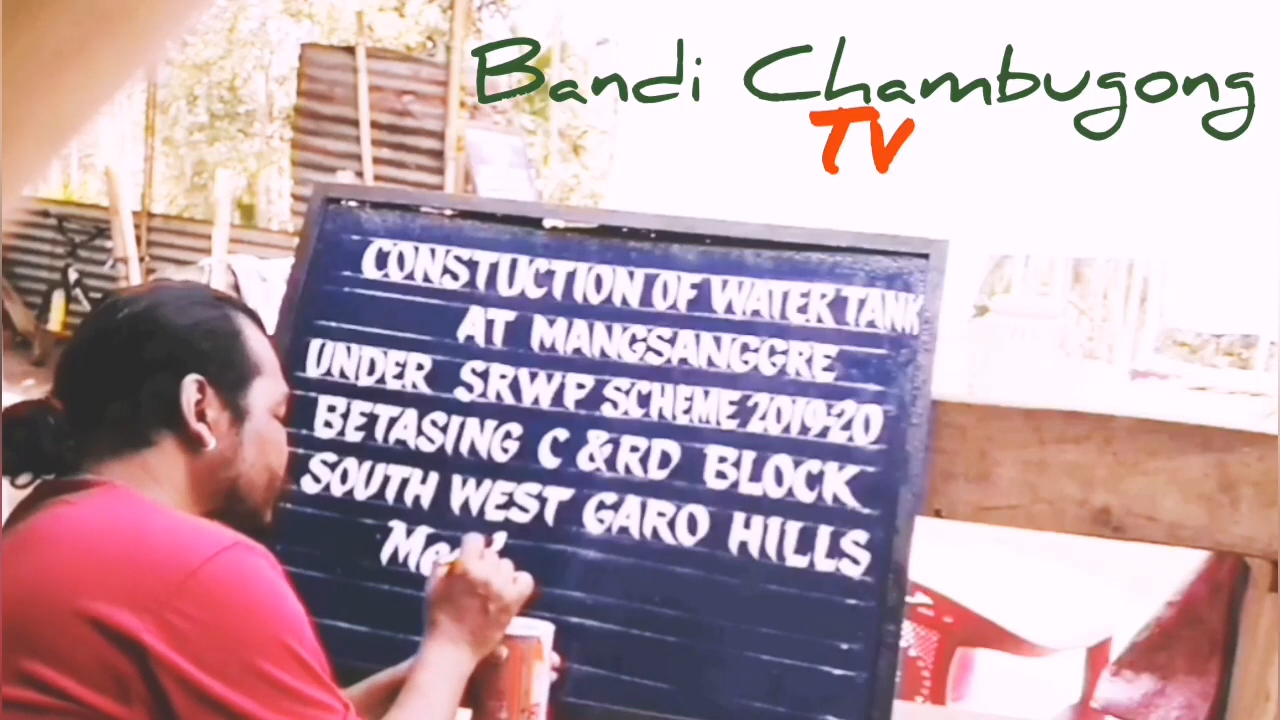 Bandi Chambugong
TV
CONSTUCTION OF WATER TANK
AT MANGSANGGRE
UNDER SRWP SCHEME 2019-20
BETASING C & RD BLOCK
SOUTH WEST GARO HILLS